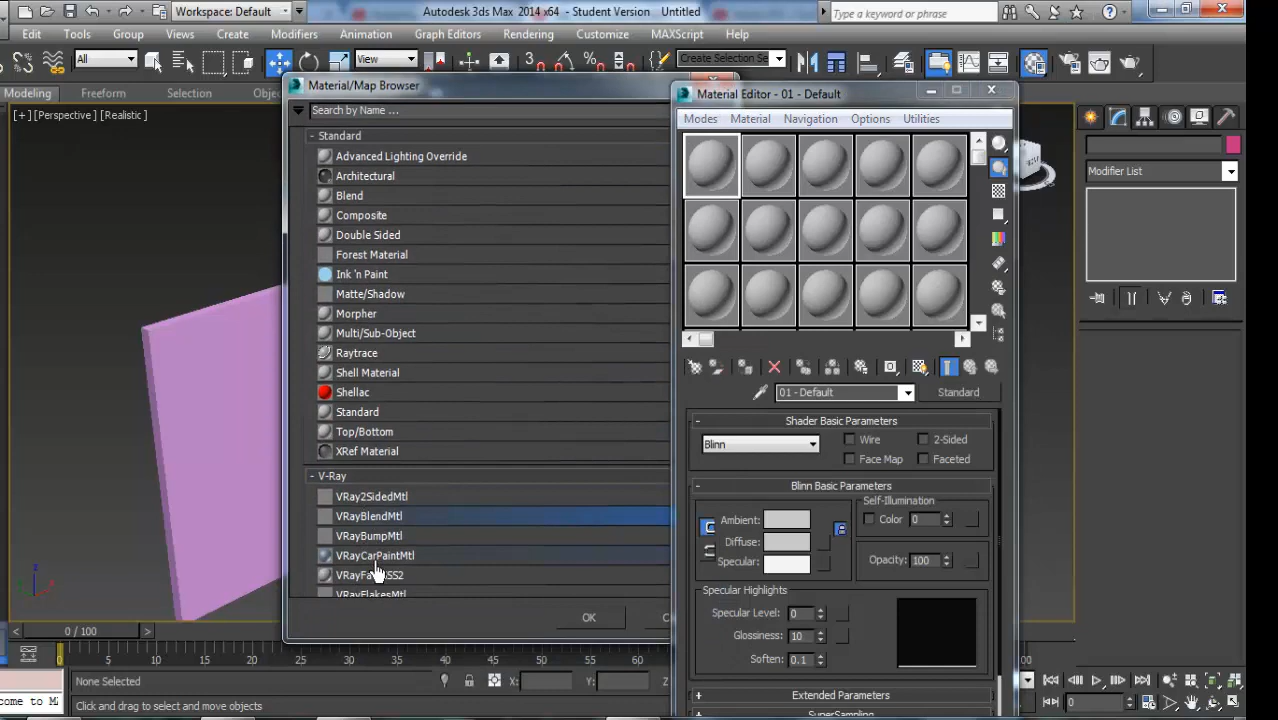 Workspace: Default
Autodesk 3ds Max 2014 x64 - Student Version Untitled
Type a keyword or phrase
Edit Tools Group Views Create Modifiers Animation Graph Editors Rendering Customize MAXScript Help
All
View
Create Selection Se
Modeling Freeform Selection
[+] [Perspective] [Realistic]
Material/Map Browser
Search by Name ...
- Standard
Advanced Lighting Override
Architectural
Blend
Composite
Double Sided
Forest Material
Ink 'n Paint
Matte/Shadow
Morpher
Multi/Sub-Object
Raytrace
Shell Material
Shellac
Standard
Top/Bottom
XRef Material
- V-Ray
VRay2SidedMtl
VRayBlendMtl
VRayBumpMtl
VRayCarPaintMtl
VRayFlakesMtl
OK
Material Editor - 01 - Default
Modes Material Navigation Options Utilities
01 - Default Standard
- Shader Basic Parameters
Blinn Wire 2-Sided
Face Map Faceted
- Blinn Basic Parameters
Self-Illumination
Ambient: Color 0
Diffuse:
Specular: Opacity: 100
Specular Highlights
Specular Level: 0
Glossiness: 10
Soften: 0.1
+ Extended Parameters
+ SuperSampling
Modifier List
0 / 100
0 5 10 15 20 25 30 35 40 45 50 55 60
None Selected X: Y: Z
Click and drag to select and move objects
0